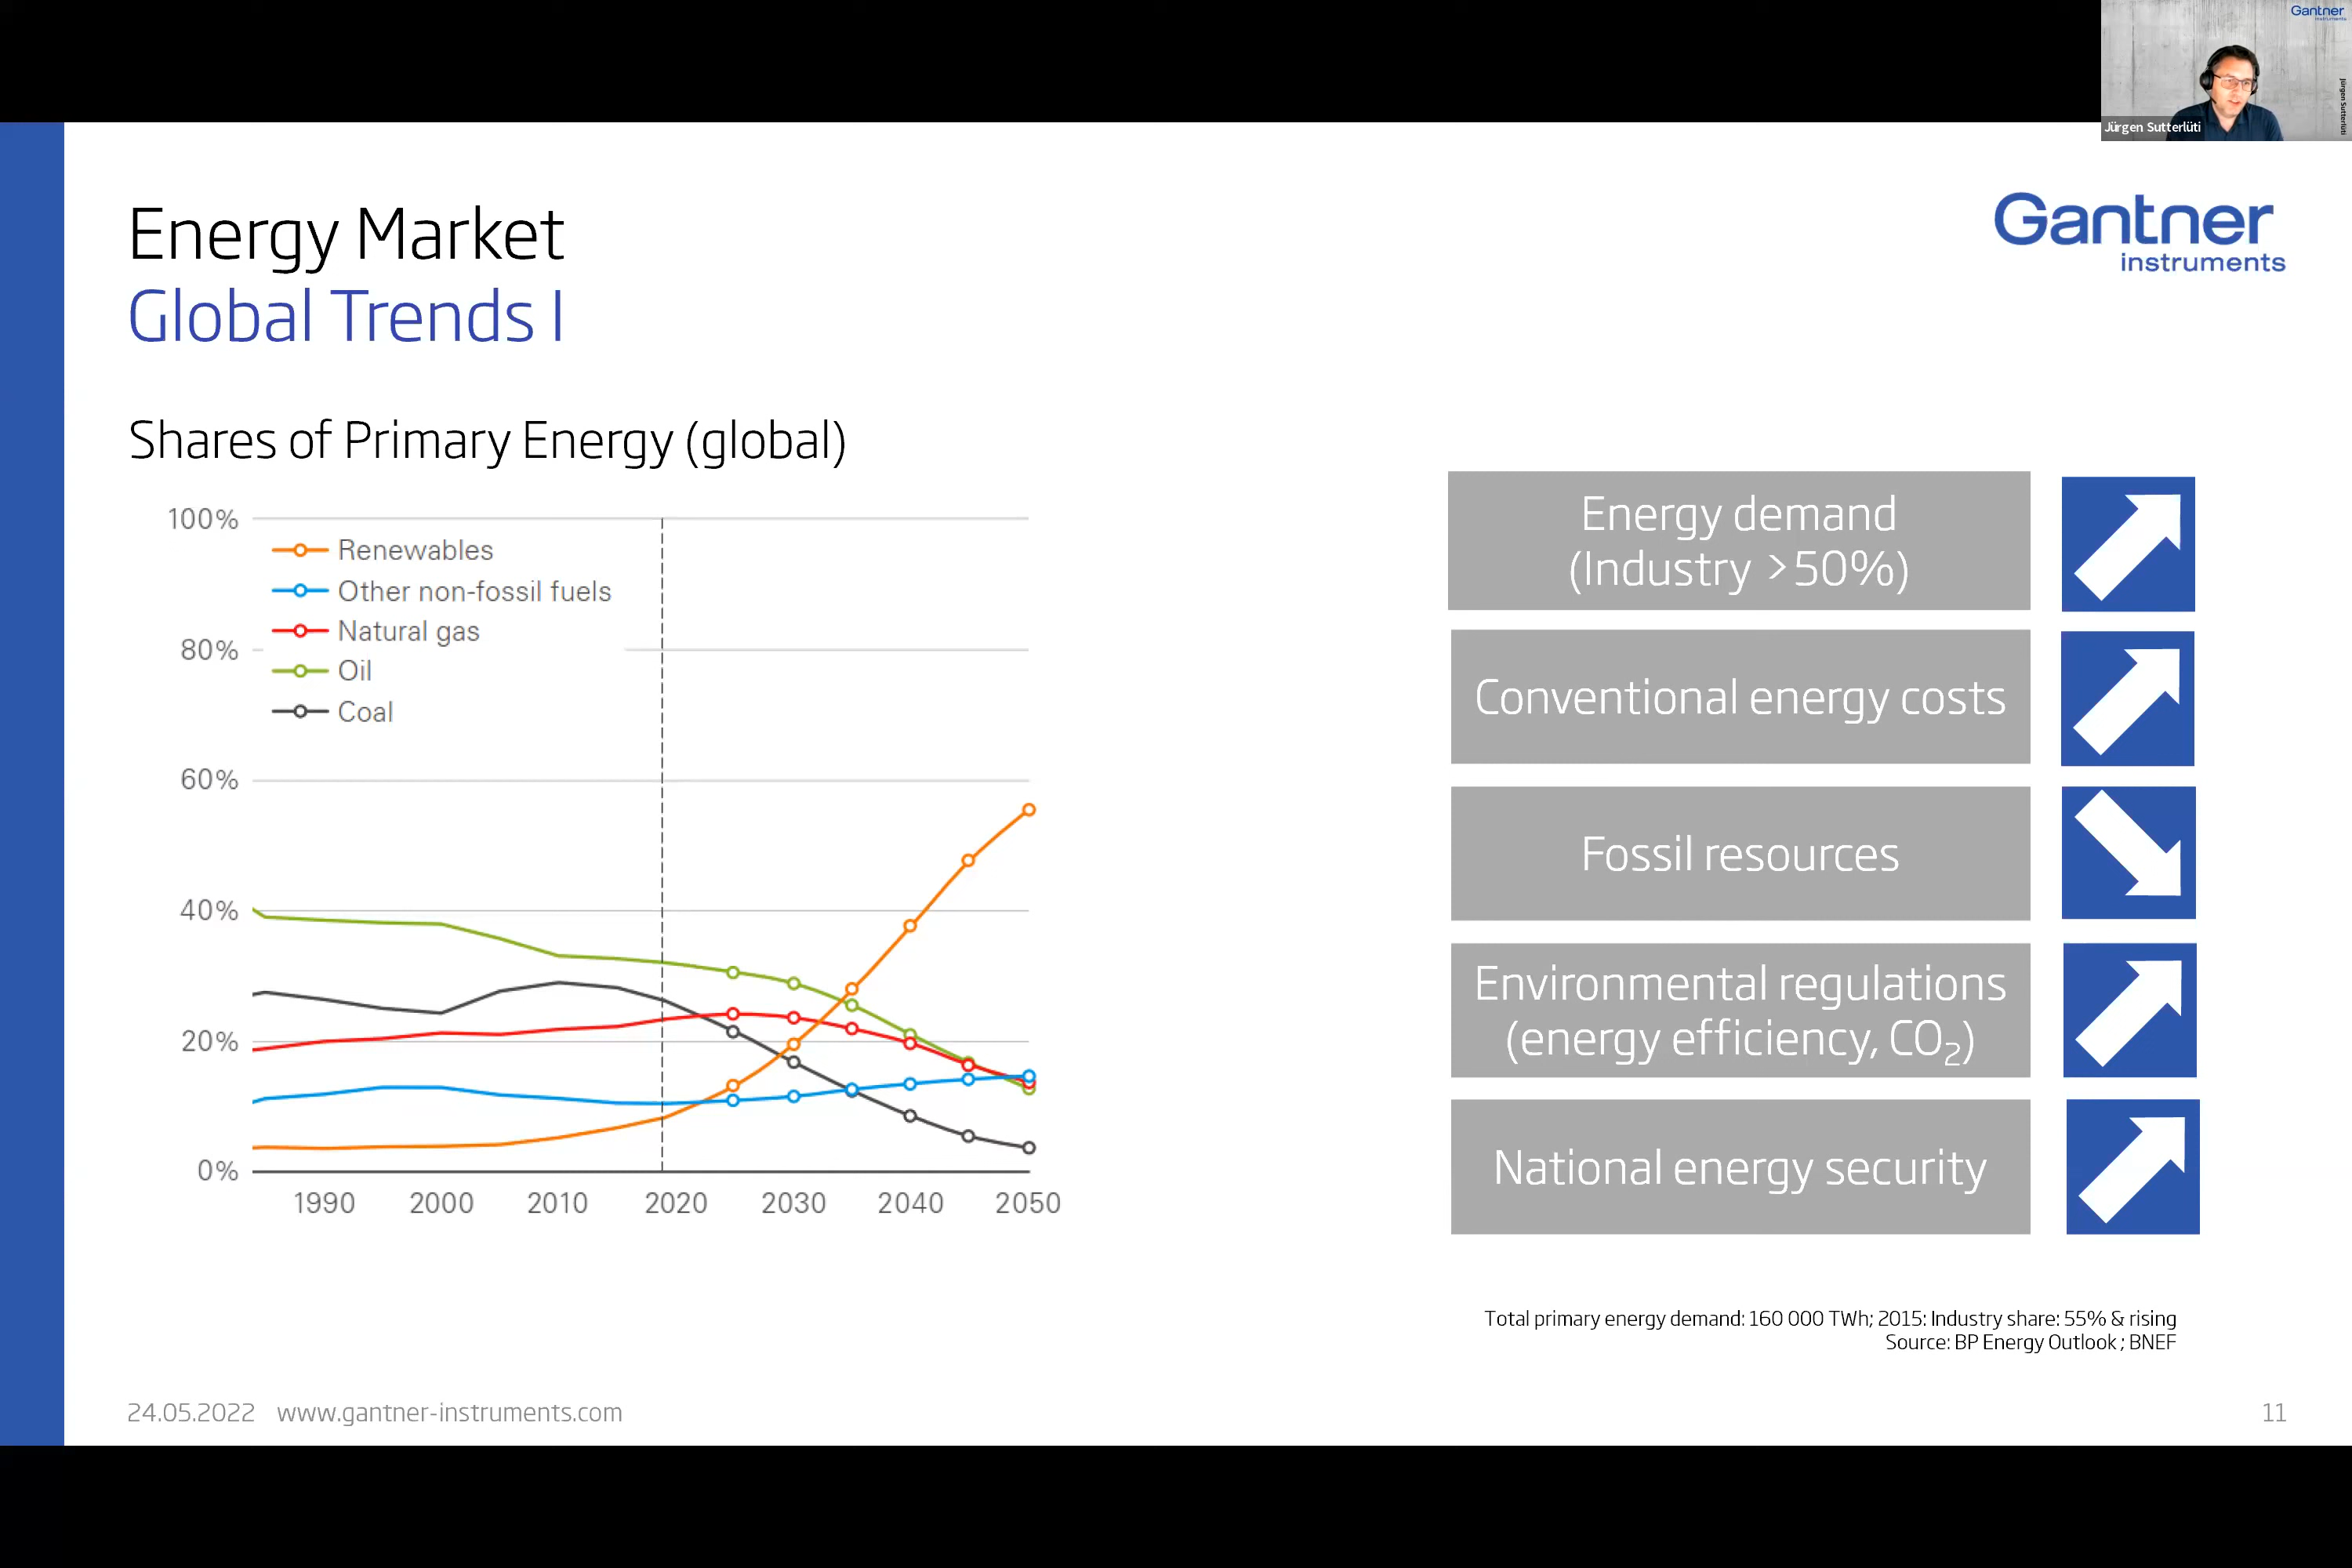 Gantner
instruments
Jürgen Sutterlüti
Jürgen Sutterlüti
Energy Market
Global Trends I
Gantner
instruments
Shares of Primary Energy (global)
100%
80%
60%
40%
20%
0%
Renewables
Other non-fossil fuels
Natural gas
Oil
Coal
1990 2000 2010 2020 2030 2040 2050
Energy demand
(Industry >50%)
Conventional energy costs
Fossil resources
Environmental regulations
(energy efficiency, CO₂)
National energy security
Total primary energy demand: 160 000 TWh; 2015: Industry share: 55% & rising
Source: BP Energy Outlook ; BNEF
24.05.2022 www.gantner-instruments.com
11